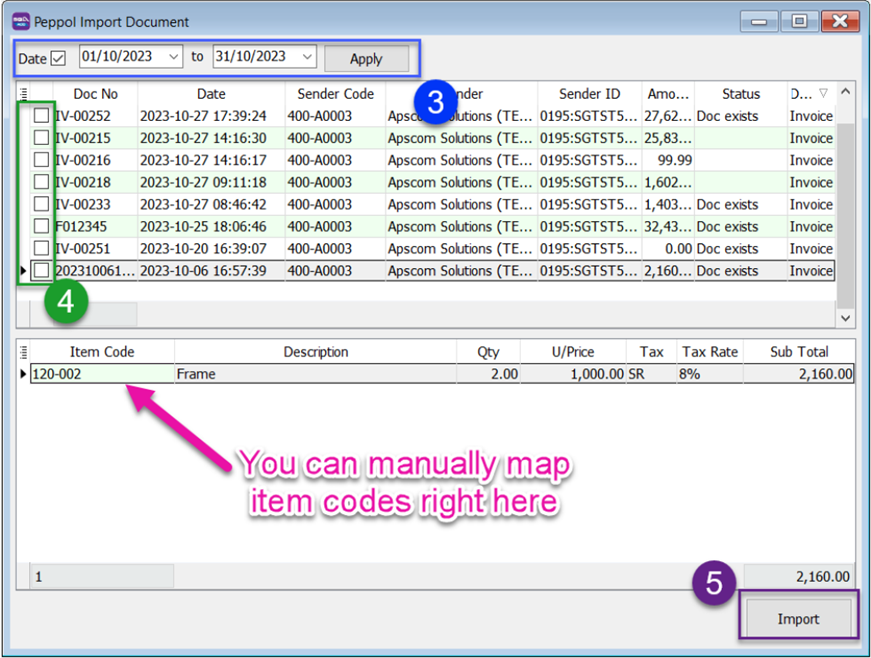 Peppol Import Document
Date 01/10/2023 to 31/10/2023 Apply
3
Doc No Date Sender Code nder Sender ID Amo... Status D...
IV-00252 2023-10-27 17:39:24 400-A0003 Apscom Solutions (TE... 0195:SGTST5... 27,62... Doc exists Invoice
IV-00215 2023-10-27 14:16:30 400-A0003 Apscom Solutions (TE... 0195:SGTST5... 25,83... Invoice
IV-00216 2023-10-27 14:16:17 400-A0003 Apscom Solutions (TE... 0195:SGTST5... 99.99 Invoice
IV-00218 2023-10-27 09:11:18 400-A0003 Apscom Solutions (TE... 0195:SGTST5... 1,602... Invoice
IV-00233 2023-10-27 08:46:42 400-A0003 Apscom Solutions (TE... 0195:SGTST5... 1,403... Doc exists Invoice
F012345 2023-10-25 18:06:46 400-A0003 Apscom Solutions (TE... 0195:SGTST5... 32,43... Doc exists Invoice
IV-00251 2023-10-20 16:39:07 400-A0003 Apscom Solutions (TE... 0195:SGTST5... 0.00 Doc exists Invoice
202310061... 2023-10-06 16:57:39 400-A0003 Apscom Solutions (TE... 0195:SGTST5... 2,160... Doc exists Invoice
4
Item Code Description Qty U/Price Tax Tax Rate Sub Total
120-002 Frame 2.00 1,000.00 SR 8% 2,160.00
You can manually map
item codes right here
1 2,160.00
5
Import